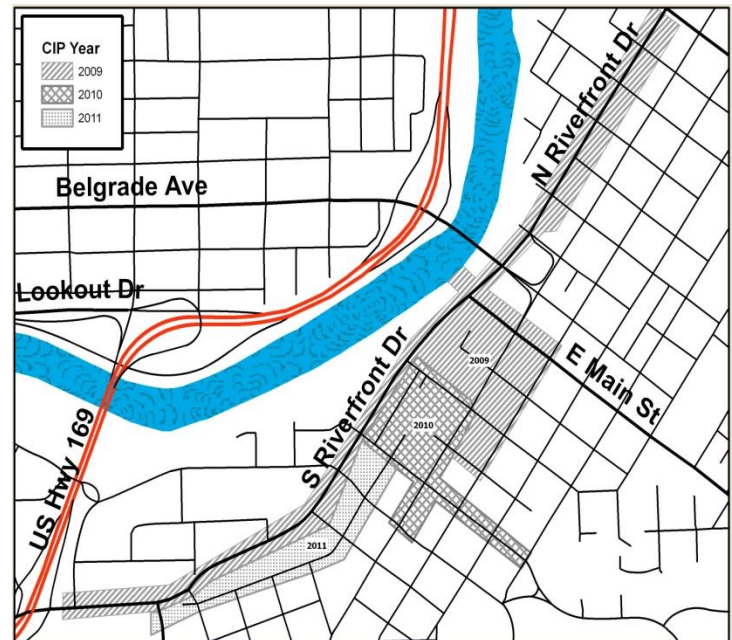 CIP Year
2009
2010
2011
N Riverfront Dr
Belgrade Ave
Lookout Dr
S Riverfront Dr
E Main St
US Hwy 169
2009
2010
2011